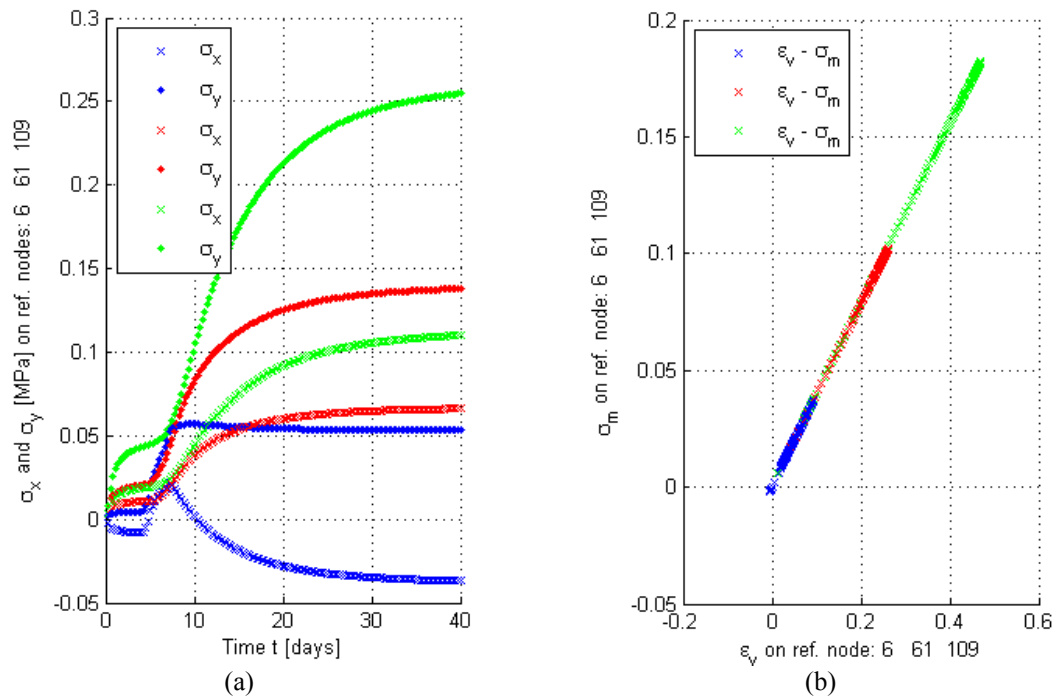 0.3
0.25
0.2
0.15
0.1
0.05
0
-0.05
σx and σy [MPa] on ref. nodes: 6 61 109
σx
σy
σx
σy
σx
σy
0 10 20 30 40
Time t [days]
(a)
0.2
0.15
0.1
0.05
0
-0.05
σm on ref. node: 6 61 109
εv - σm
εv - σm
εv - σm
-0.2 0 0.2 0.4 0.6
εv on ref. node: 6 61 109
(b)